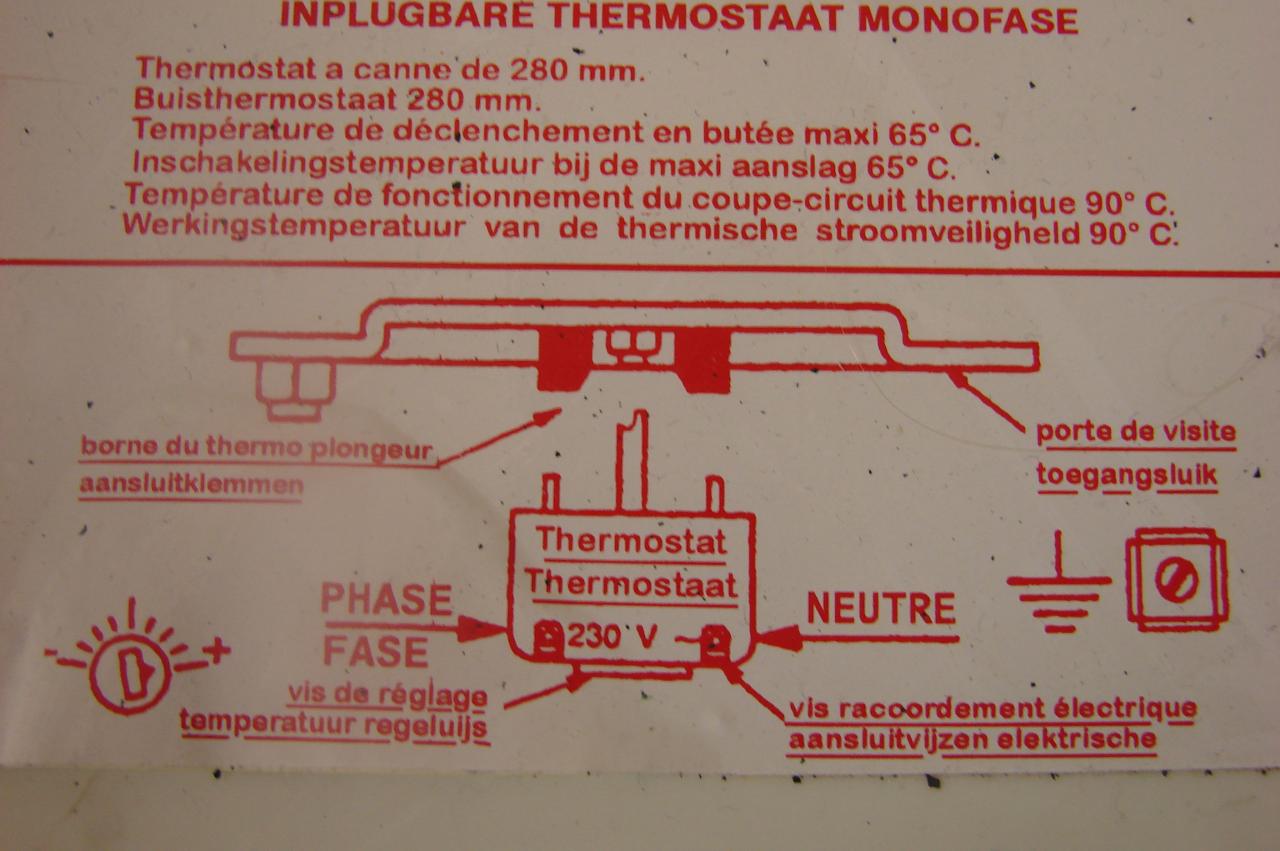 INPLUGBARE THERMOSTAAT MONOFASE
Thermostat a canne de 280 mm.
Buisthermostaat 280 mm.
Température de déclenchement en butée maxi 65° C.
Inschakelingstemperatuur bij de maxi aanslag 65° C.
Température de fonctionnement du coupe-circuit thermique 90° C.
Werkingstemperatuur van de thermische stroomveiligheld 90° C.
borne du thermo plongeur
aansluitklemmen
porte de visite
toegangsluik
Thermostat
Thermostaat
PHASE
FASE
230 V ~
NEUTRE
- +
vis de réglage
temperatuur regeluijs
vis racoordement électrique
aansluitvijzen elektrische